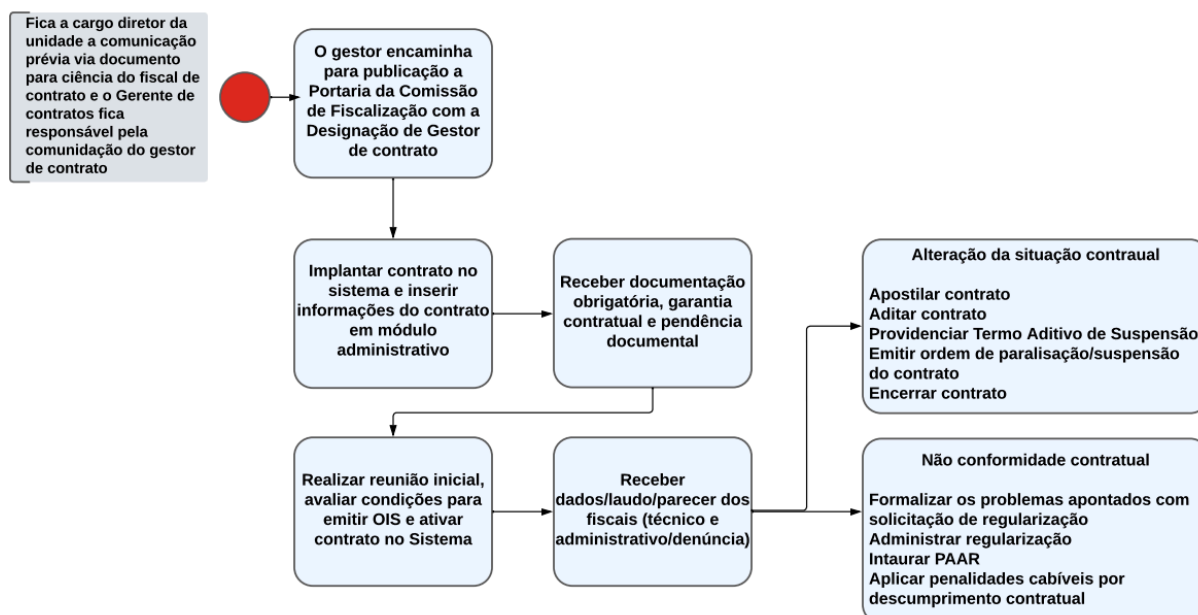 Fica a cargo diretor da
unidade a comunicação
prévia via documento
para ciência do fiscal de
contrato e o Gerente de
contratos fica
responsável pela
comunidação do gestor
de contrato
O gestor encaminha
para publicação a
Portaria da Comissão
de Fiscalização com a
Designação de Gestor
de contrato
Implantar contrato no
sistema e inserir
informações do contrato
em módulo
administrativo
Receber documentação
obrigatória, garantia
contratual e pendência
documental
Realizar reunião inicial,
avaliar condições para
emitir OIS e ativar
contrato no Sistema
Receber
dados/laudo/parecer dos
fiscais (técnico e
administrativo/denúncia)
Alteração da situação contraual
Apostilar contrato
Aditar contrato
Providenciar Termo Aditivo de Suspensão
Emitir ordem de paralisação/suspensão
do contrato
Encerrar contrato
Não conformidade contratual
Formalizar os problemas apontados com
solicitação de regularização
Administrar regularização
Intaurar PAAR
Aplicar penalidades cabíveis por
descumprimento contratual